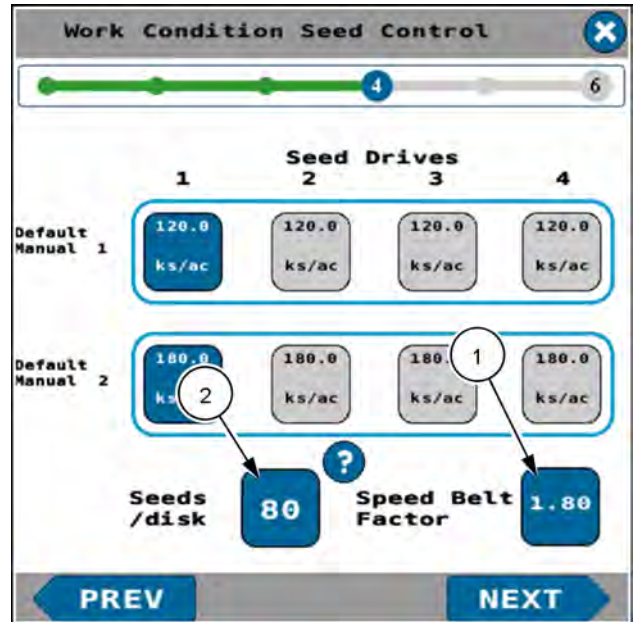 Work Condition Seed Control
4 6
Seed Drives
1 2 3 4
Default
Manual 1
120.0 120.0 120.0 120.0
ks/ac ks/ac ks/ac ks/ac
Default
Manual 2
180.0 180.0 180. 180.0
ks ks/ac ks/ac ks/ac
1
2
?
Seeds
/disk
80
Speed Belt
Factor
1.80
PREV NEXT